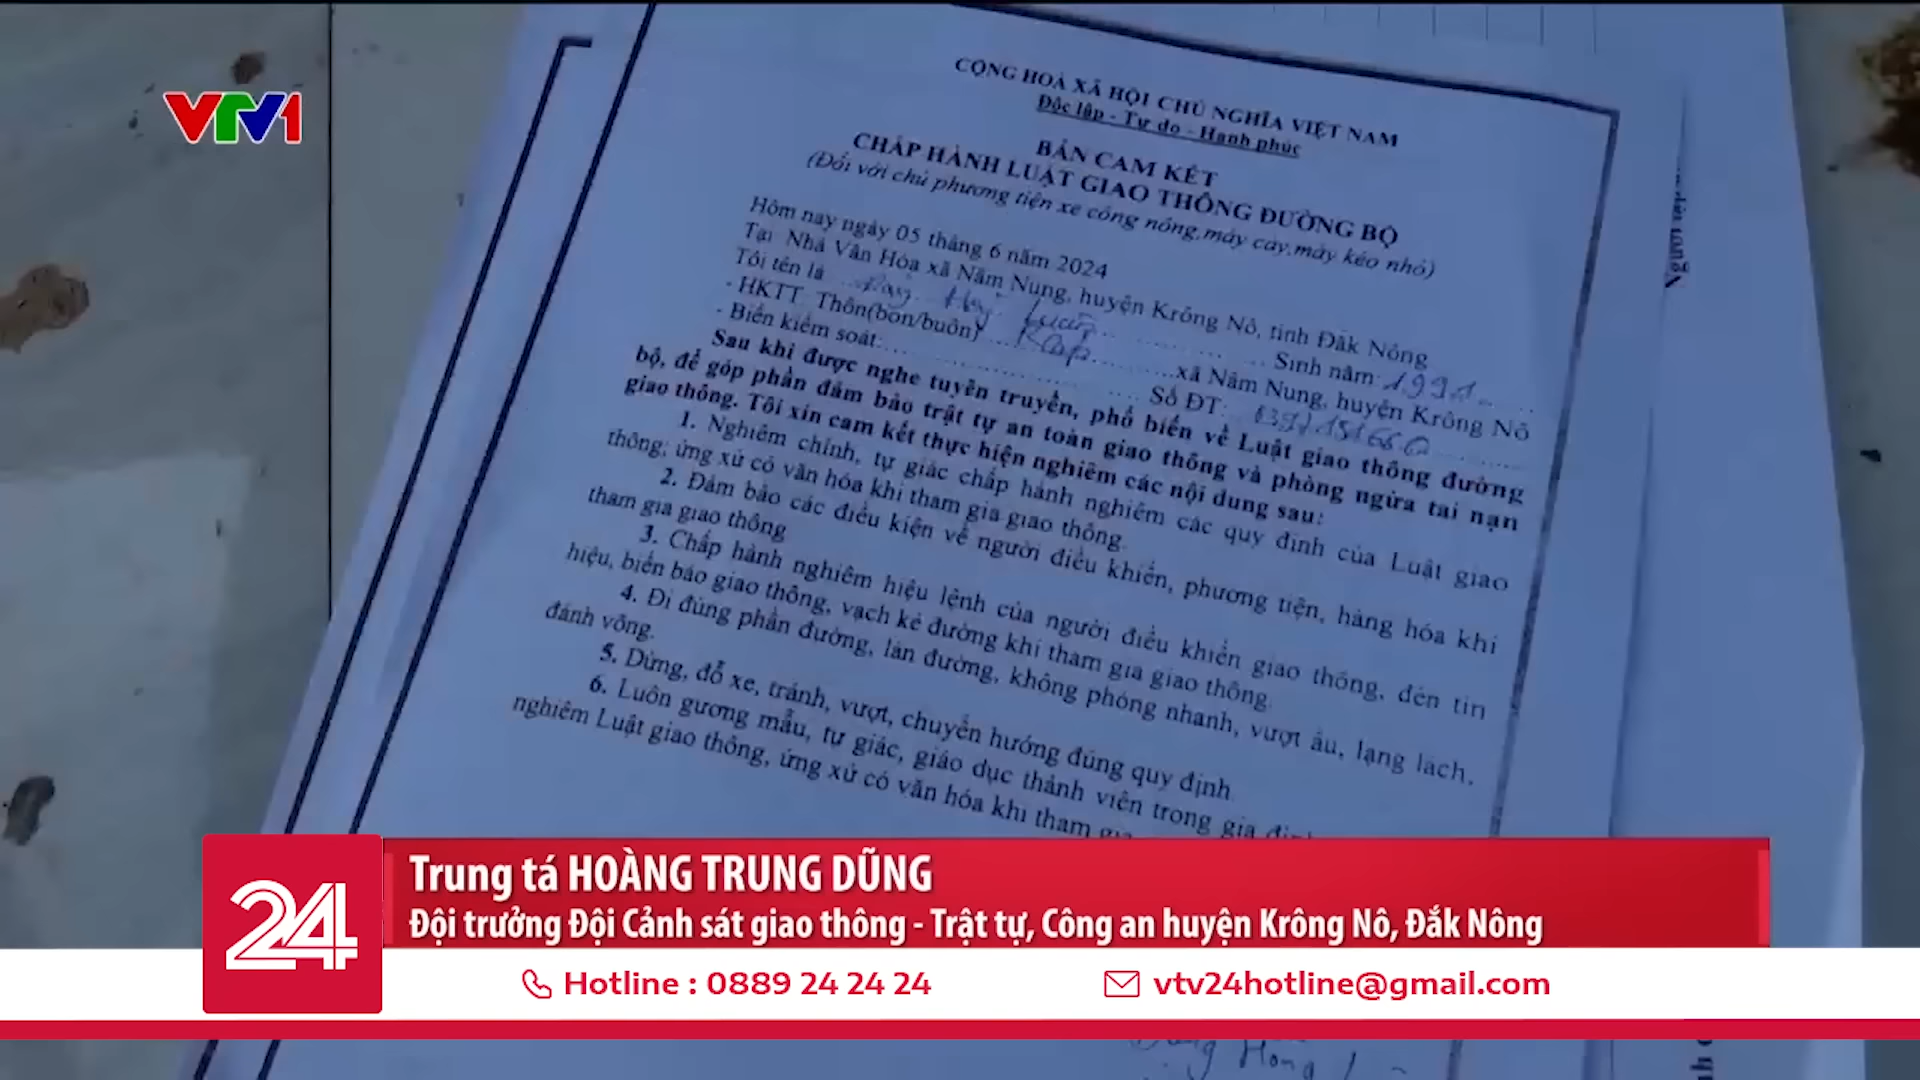 VTV1
CỘNG HOÀ XÃ HỘI CHỦ NGHĨA VIỆT NAM
Độc lập - Tự do - Hạnh phúc
BẢN CAM KẾT
CHẤP HÀNH LUẬT GIAO THÔNG ĐƯỜNG BỘ
(Đối với chủ phương tiện xe công nông, máy cày, máy kéo nhỏ)
Hôm nay ngày 05 tháng 6 năm 2024
Tại Nhà Văn Hóa xã Nâm Nung, huyện Krông Nô, tỉnh Đăk Nông
Tôi tên là Sinh năm: 1991
- HKTT: Thôn(bon/buôn) xã Nâm Nung, huyện Krông Nô
- Biển kiểm soát: Số ĐT:
Sau khi được nghe tuyên truyền, phổ biến về Luật giao thông đường
bộ, để góp phần đảm bảo trật tự an toàn giao thông và phòng ngừa tai nạn
giao thông. Tôi xin cam kết thực hiện nghiêm các nội dung sau:
1. Nghiêm chỉnh, tự giác chấp hành nghiêm các quy định của Luật giao
thông; ứng xử có văn hóa khi tham gia giao thông.
2. Đảm bảo các điều kiện về người điều khiển, phương tiện, hàng hóa khi
tham gia giao thông
3. Chấp hành nghiêm hiệu lệnh của người điều khiển giao thông, đèn tín
hiệu, biển báo giao thông, vạch kẻ đường khi tham gia giao thông.
4. Đi đúng phần đường, làn đường, không phóng nhanh, vượt ẩu, lạng lách,
đánh võng.
5. Dừng, đỗ xe, tránh, vượt, chuyển hướng đúng quy định.
6. Luôn gương mẫu, tự giác, giáo dục thành viên trong gia
nghiêm Luật giao thông, ứng xử có văn hóa khi tham gia
24
Trung tá HOÀNG TRUNG DŨNG
Đội trưởng Đội Cảnh sát giao thông - Trật tự, Công an huyện Krông Nô, Đắk Nông
Hotline : 0889 24 24 24
vtv24hotline@gmail.com